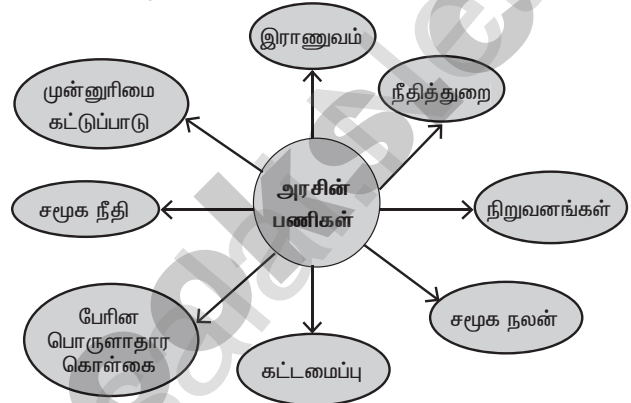 இராணுவம்
முன்னுரிமை
கட்டுப்பாடு
நீதித்துறை
அரசின்
பணிகள்
சமூக நீதி
நிறுவனங்கள்
பேரின
பொருளாதார
கொள்கை
கட்டமைப்பு
சமூக நலன்